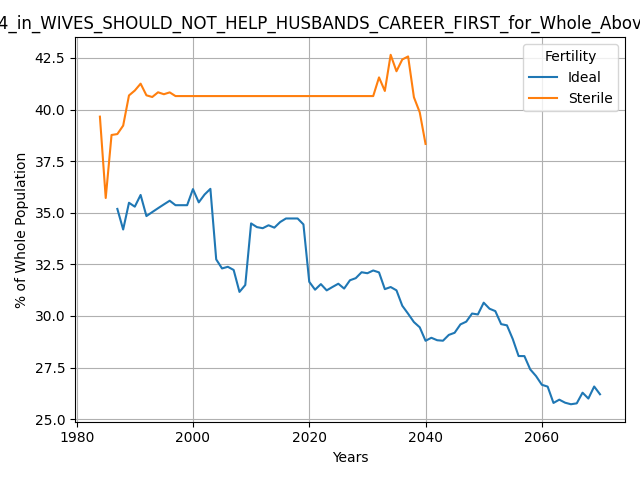 4_in_WIVES_SHOULD_NOT_HELP_HUSBANDS_CAREER_FIRST_for_Whole_Abov
Fertility
Ideal
Sterile
% of Whole Population
42.5
40.0
37.5
35.0
32.5
30.0
27.5
25.0
1980
2000
2020
2040
2060
Years